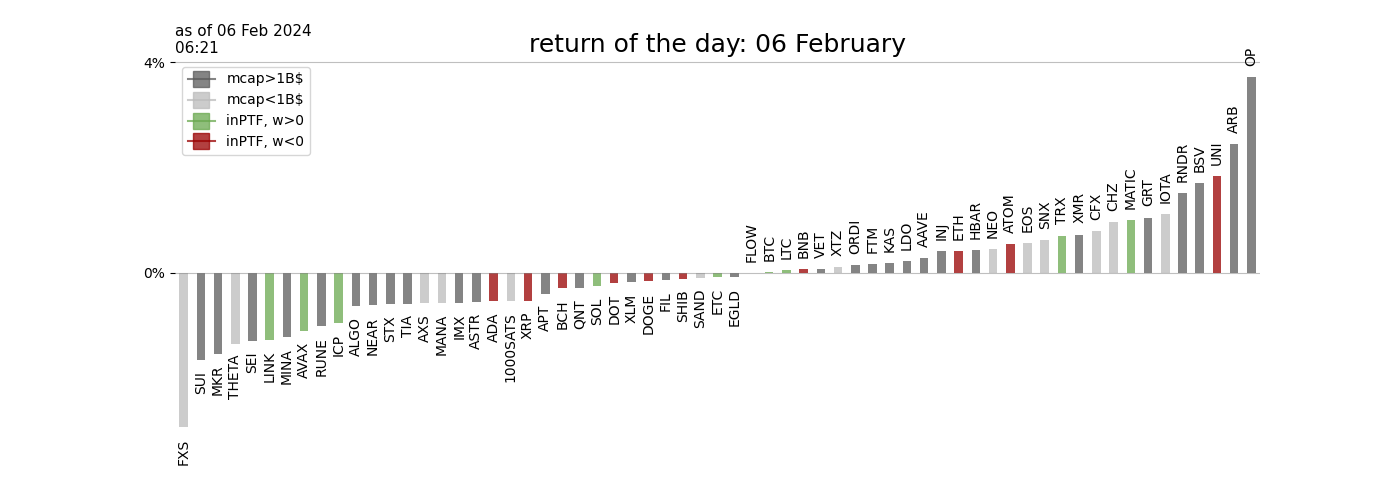 as of 06 Feb 2024
06:21
return of the day: 06 February
4%
0%
mcap>1B$
mcap<1B$
inPTF, w>0
inPTF, w<0
FXS
SUI
MKR
THETA
SEI
LINK
MINA
AVAX
RUNE
ICP
ALGO
NEAR
STX
TIA
AXS
MANA
IMX
ASTR
ADA
1000SATS
XRP
APT
BCH
QNT
SOL
DOT
XLM
DOGE
FIL
SHIB
SAND
ETC
EGLD
FLOW
BTC
LTC
BNB
VET
XTZ
ORDI
FTM
KAS
LDO
AAVE
INJ
ETH
HBAR
NEO
ATOM
EOS
SNX
TRX
XMR
CFX
CHZ
MATIC
GRT
IOTA
RNDR
BSV
UNI
ARB
OP